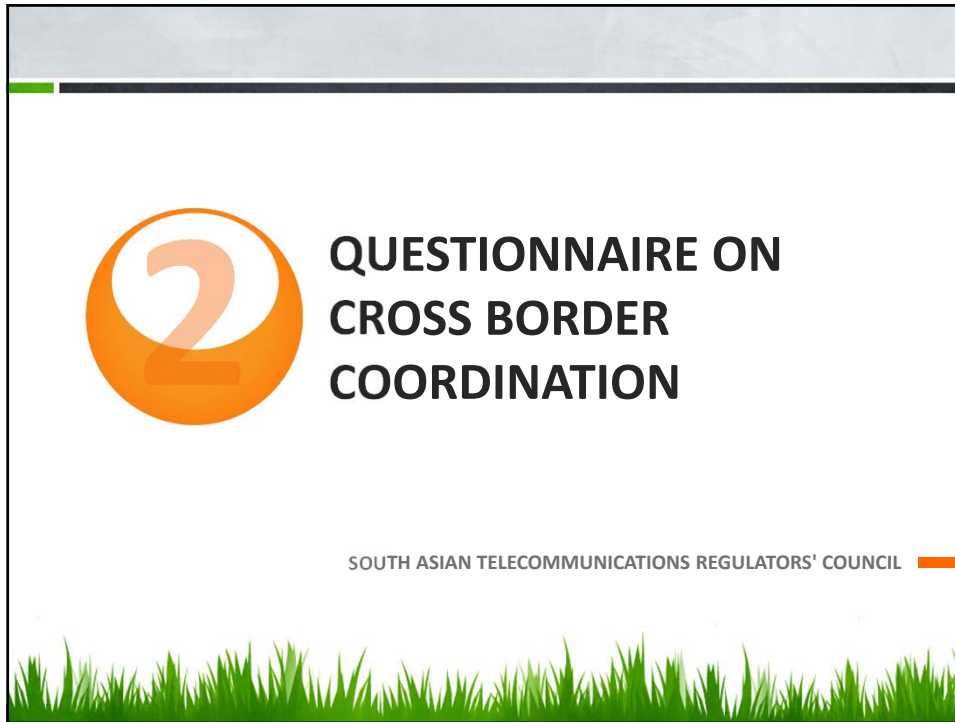 2
QUESTIONNAIRE ON
CROSS BORDER
COORDINATION
SOUTH ASIAN TELECOMMUNICATIONS REGULATORS' COUNCIL